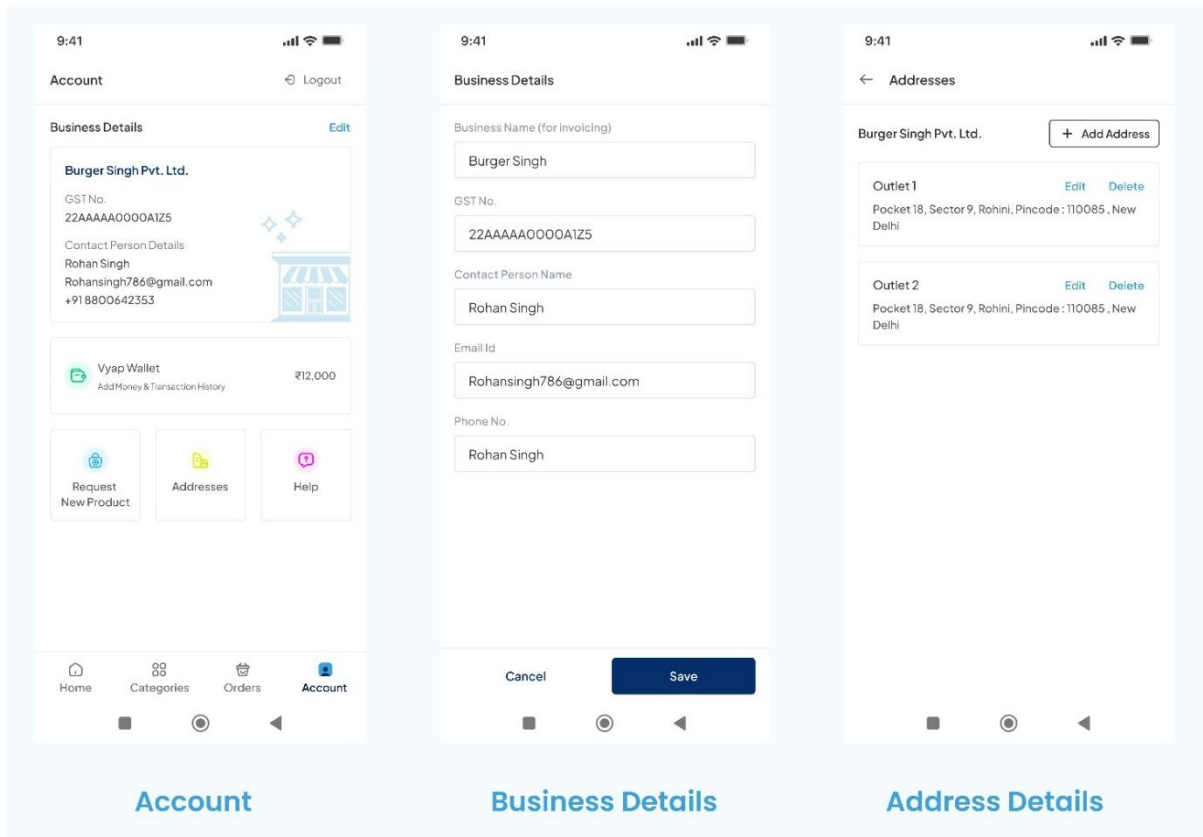 9:41
Account
Logout
Business Details
Edit
Burger Singh Pvt. Ltd.
GST No.
22AAAAA0000A1Z5
Contact Person Details
Rohan Singh
Rohansingh786@gmail.com
+91 8800642353
Vyap Wallet
Add Money & Transaction History
₹12,000
Request
New Product
Addresses
Help
Home
Categories
Orders
Account
Account
9:41
Business Details
Business Name (for invoicing)
Burger Singh
GST No.
22AAAAA0000A1Z5
Contact Person Name
Rohan Singh
Email Id
Rohansingh786@gmail.com
Phone No.
Rohan Singh
Cancel
Save
Business Details
9:41
Addresses
Burger Singh Pvt. Ltd.
+ Add Address
Outlet 1
Edit
Delete
Pocket 18, Sector 9, Rohini, Pincode : 110085 , New
Delhi
Outlet 2
Edit
Delete
Pocket 18, Sector 9, Rohini, Pincode : 110085 , New
Delhi
Address Details